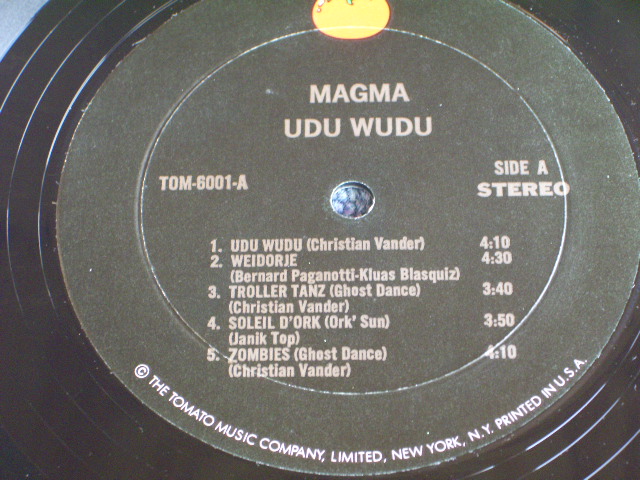 MAGMA
UDU WUDU
TOM-6001-A
SIDE A
STEREO
1. UDU WUDU (Christian Vander) 4:10
2. WEIDORJE 4:30
(Bernard Paganotti-Kluas Blasquiz)
3. TROLLER TANZ (Ghost Dance) 3:40
(Christian Vander)
4. SOLEIL D'ORK (Ork' Sun) 3:50
(Janik Top)
5. ZOMBIES (Ghost Dance) 4:10
(Christian Vander)
© THE TOMATO MUSIC COMPANY, LIMITED, NEW YORK, N.Y. PRINTED IN U.S.A.